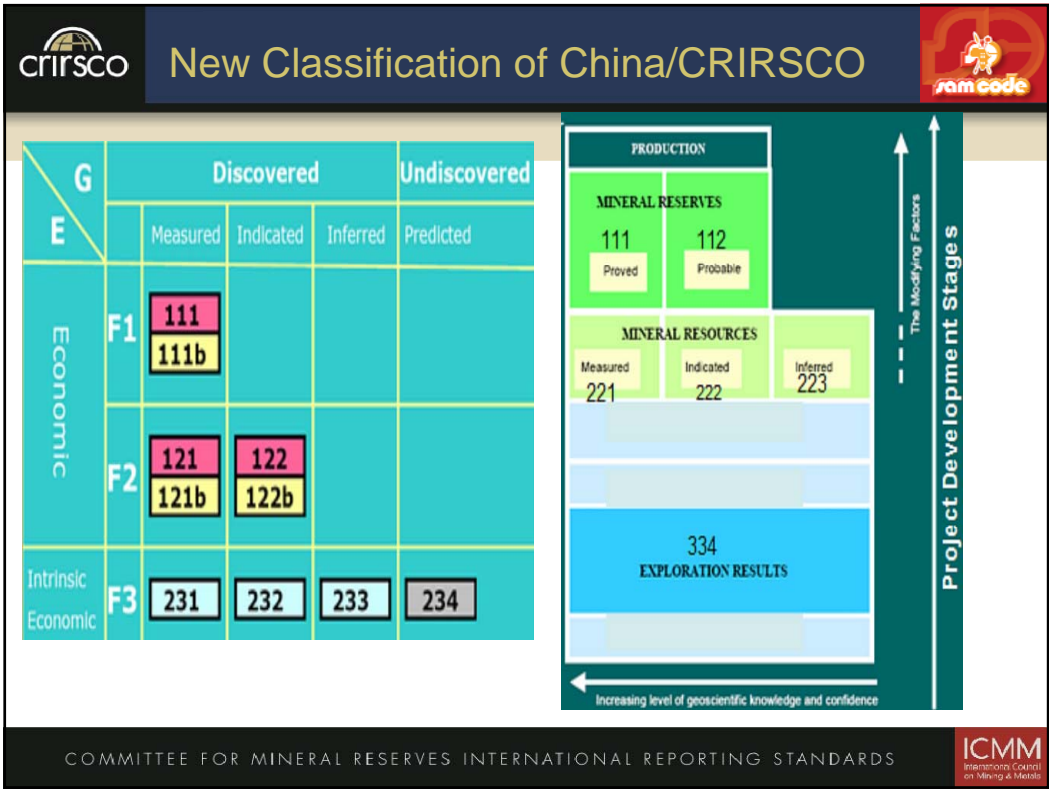 crirsco
New Classification of China/CRIRSCO
samcode
G
E
Discovered
Undiscovered
Measured
Indicated
Inferred
Predicted
Economic
F1
111
111b
F2
121
122
121b
122b
Intrinsic
Economic
F3
231
232
233
234
PRODUCTION
MINERAL RESERVES
111
112
Proved
Probable
MINERAL RESOURCES
Measured
Indicated
Inferred
221
222
223
334
EXPLORATION RESULTS
Increasing level of geoscientific knowledge and confidence
The Modifying Factors
Project Development Stages
COMMITTEE FOR MINERAL RESERVES INTERNATIONAL REPORTING STANDARDS
ICMM
International Council
on Mining & Metals